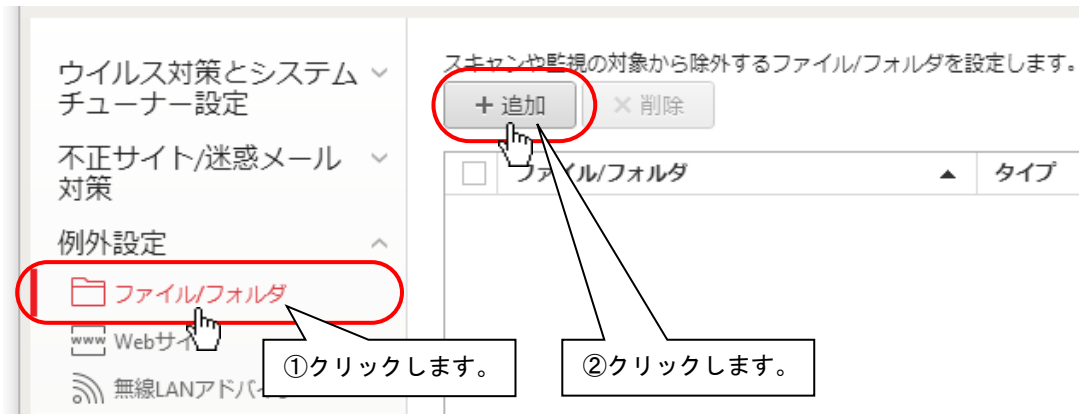 ウイルス対策とシステム
チューナー設定
不正サイト/迷惑メール
対策
例外設定
ファイル/フォルダ
Webサイ
無線LANアドバイ
スキャンや監視の対象から除外するファイル/フォルダを設定します。
+ 追加
× 削除
ファイル/フォルダ
タイプ
①クリックします。
②クリックします。